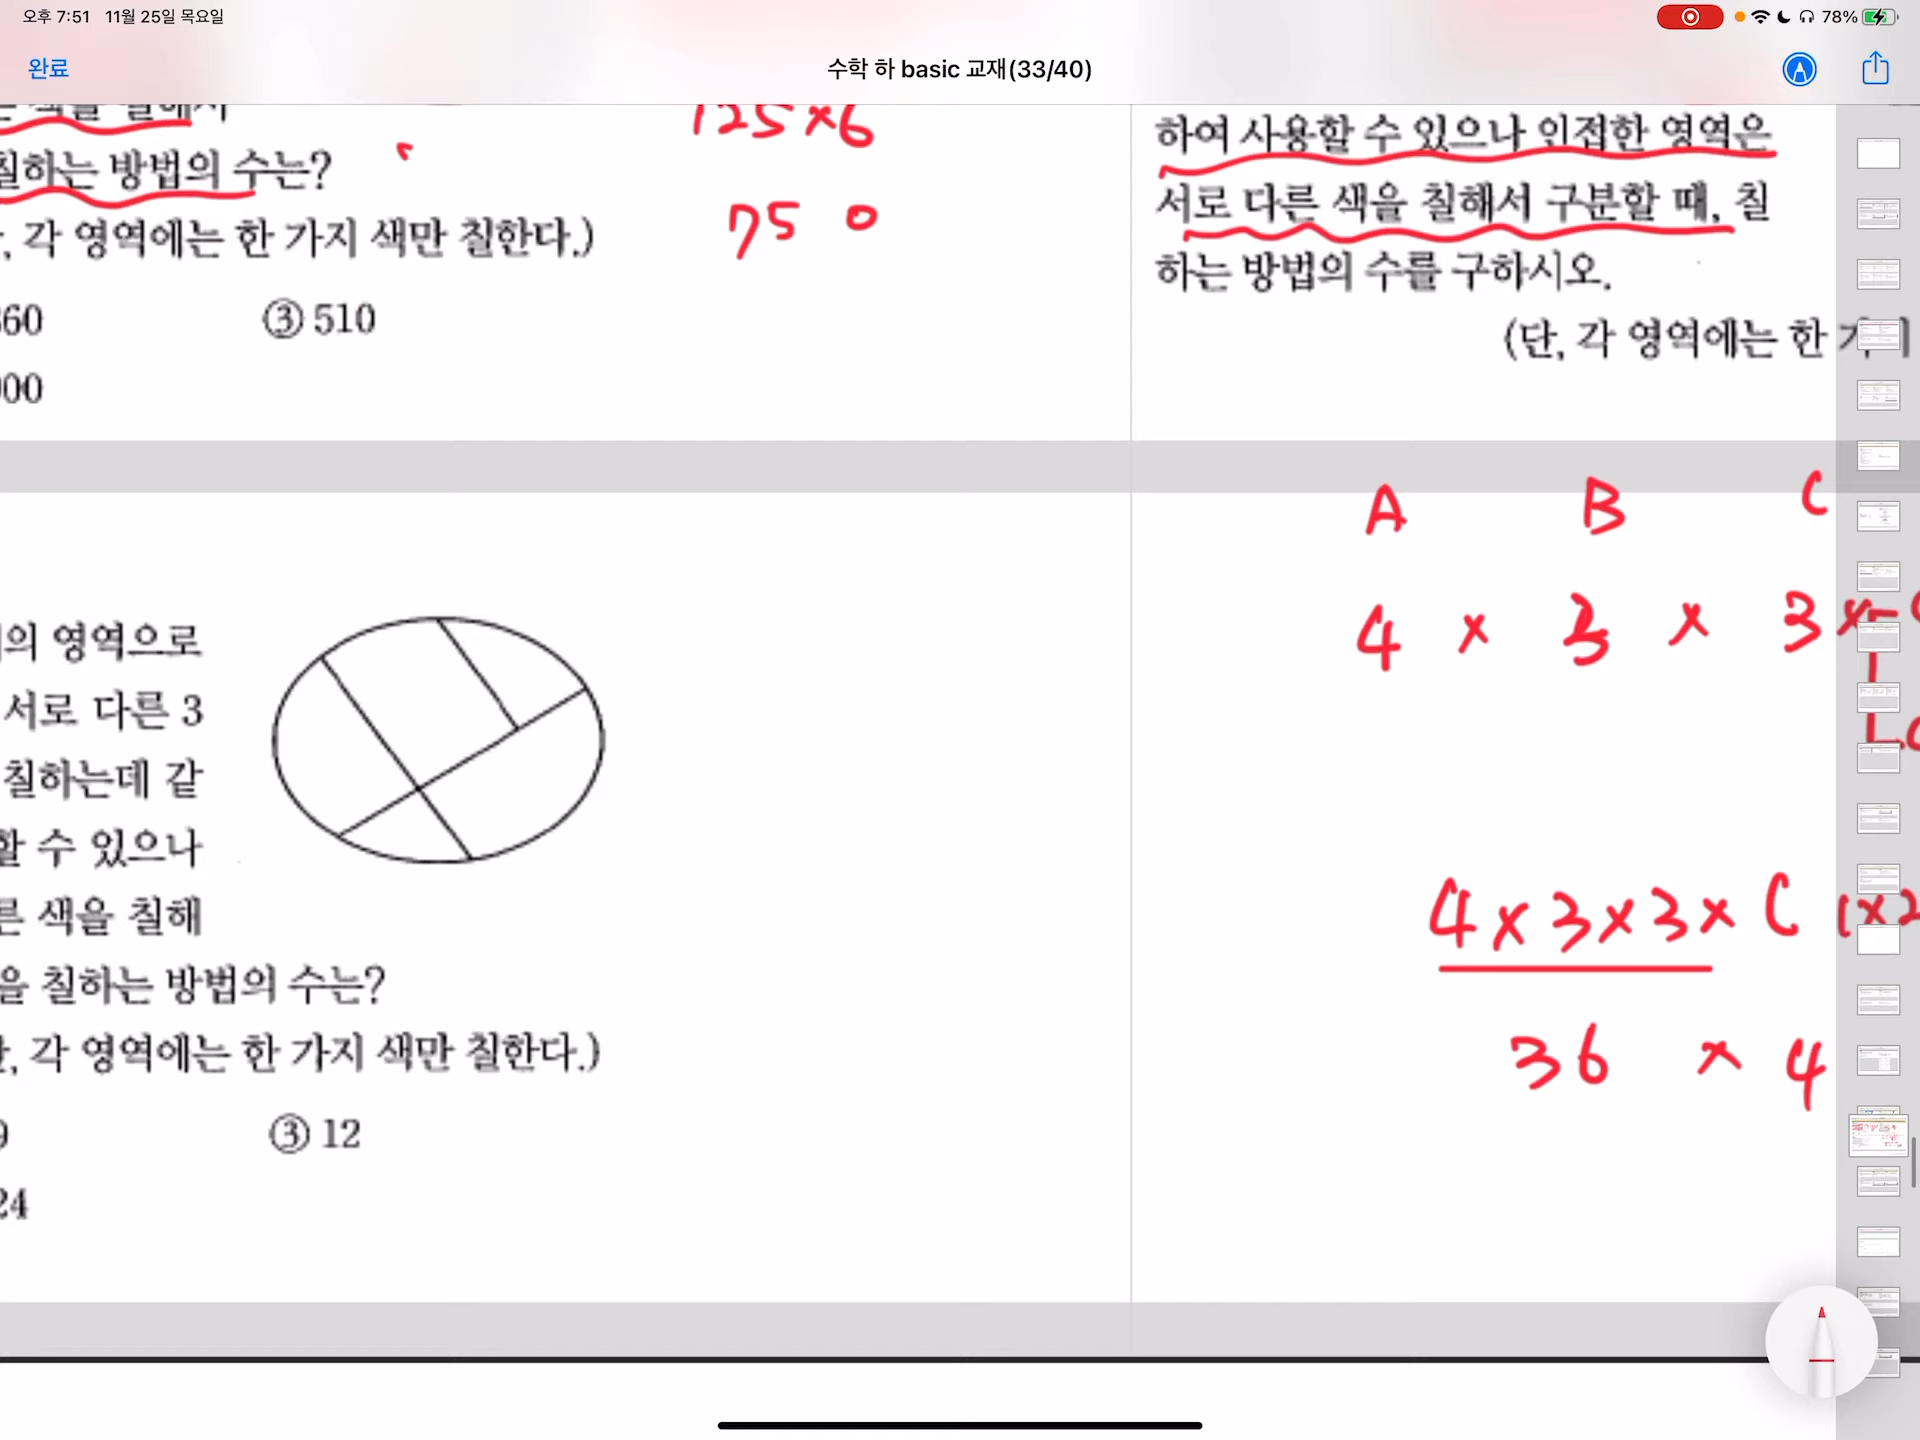 오후 7:51 11월 25일 목요일
78%
완료
수학 하 basic 교재(33/40)
칠하는 방법의 수는?
, 각 영역에는 한 가지 색만 칠한다.)
360
③ 510
000
125×6
75 0
하여 사용할 수 있으나 인접한 영역은
서로 다른 색을 칠해서 구분할 때, 칠
하는 방법의 수를 구하시오.
(단, 각 영역에는 한
의 영역으로
서로 다른 3
칠하는데 같
할 수 있으나
른 색을 칠해
을 칠하는 방법의 수는?
, 각 영역에는 한 가지 색만 칠한다.)
9
③ 12
24
A B C
4 × 3 × 3 ×
4×3×3× ( 1×2
36 × 4